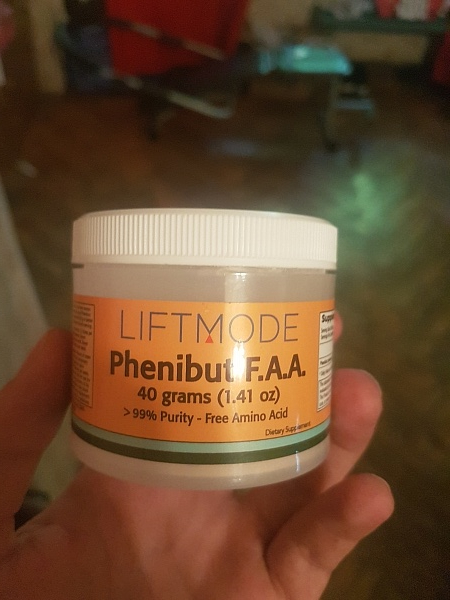 LIFTMODE
Phenibut F.A.A.
40 grams (1.41 oz)
>99% Purity - Free Amino Acid
Dietary Supplement